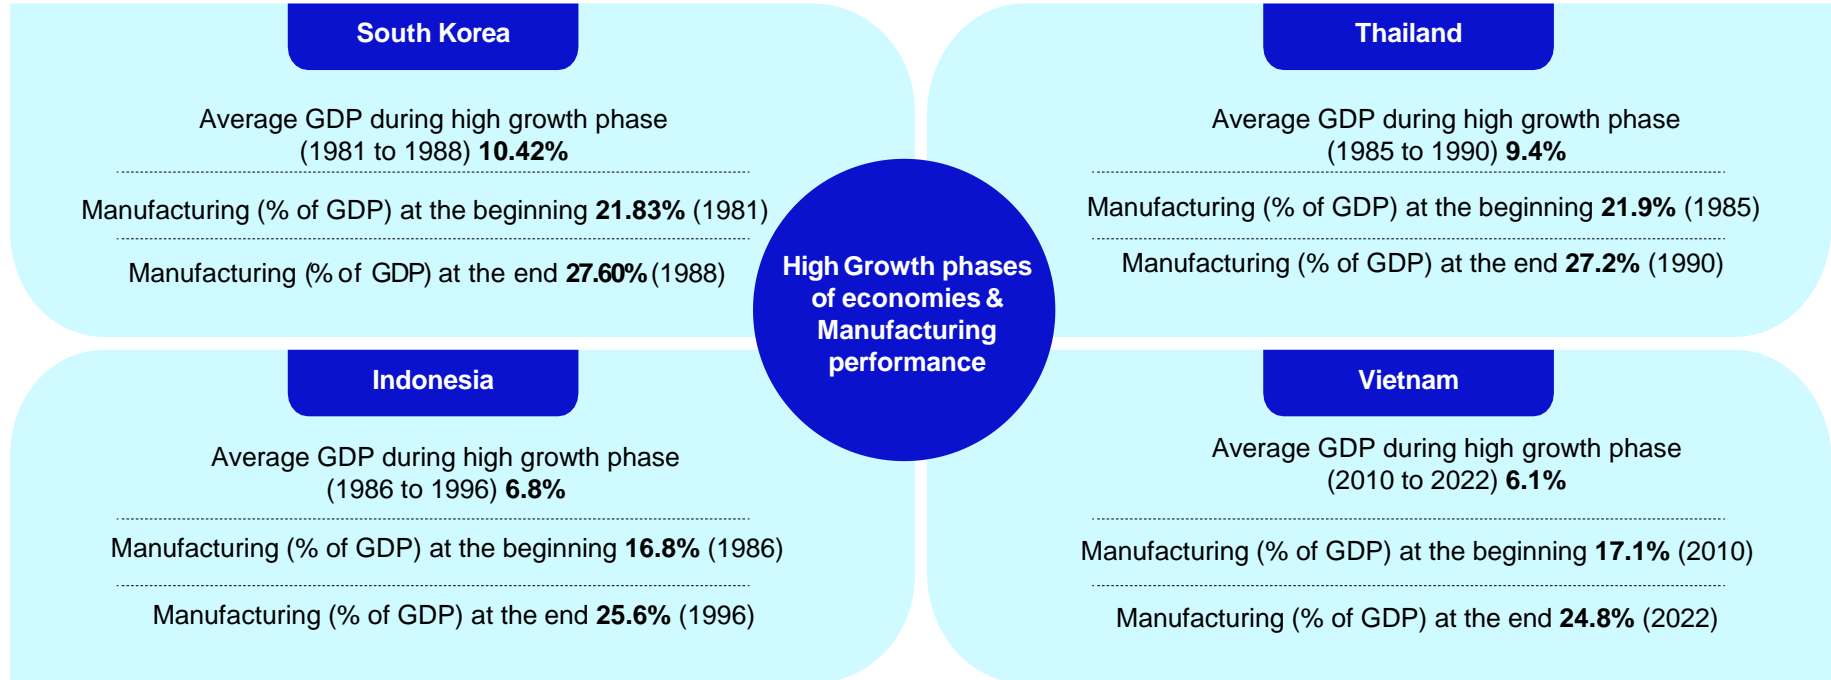 South Korea
Average GDP during high growth phase
(1981 to 1988) 10.42%
Manufacturing (% of GDP) at the beginning 21.83% (1981)
Manufacturing (% of GDP) at the end 27.60% (1988)
Thailand
Average GDP during high growth phase
(1985 to 1990) 9.4%
Manufacturing (% of GDP) at the beginning 21.9% (1985)
Manufacturing (% of GDP) at the end 27.2% (1990)
High Growth phases
of economies &
Manufacturing
performance
Indonesia
Average GDP during high growth phase
(1986 to 1996) 6.8%
Manufacturing (% of GDP) at the beginning 16.8% (1986)
Manufacturing (% of GDP) at the end 25.6% (1996)
Vietnam
Average GDP during high growth phase
(2010 to 2022) 6.1%
Manufacturing (% of GDP) at the beginning 17.1% (2010)
Manufacturing (% of GDP) at the end 24.8% (2022)